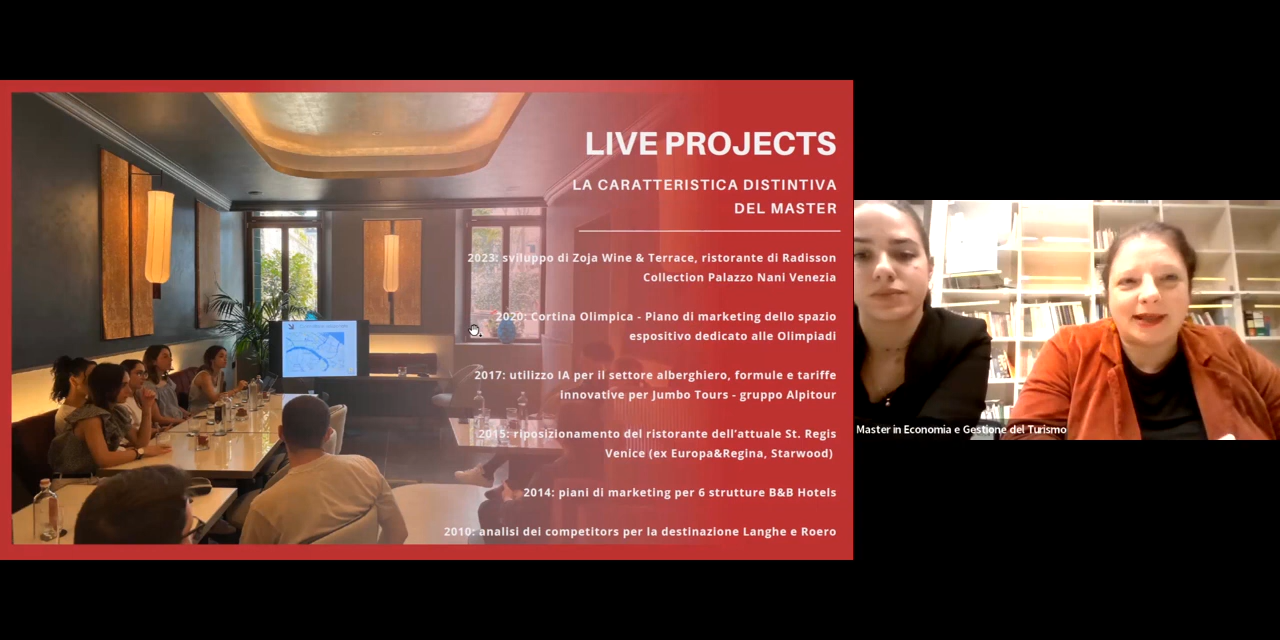 LIVE PROJECTS
LA CARATTERISTICA DISTINTIVA
DEL MASTER
2023: sviluppo di Zoja Wine & Terrace, ristorante di Radisson
Collection Palazzo Nani Venezia
2020: Cortina Olimpica - Piano di marketing dello spazio
espositivo dedicato alle Olimpiadi
2017: utilizzo IA per il settore alberghiero, formule e tariffe
innovative per Jumbo Tours - gruppo Alpitour
2015: riposizionamento del ristorante dell'attuale St. Regis
Venice (ex Europa&Regina, Starwood)
2014: piani di marketing per 6 strutture B&B Hotels
2010: analisi dei competitors per la destinazione Langhe e Roero
Master in Economia e Gestione del Turismo